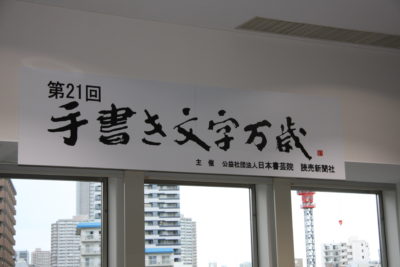 第21回
手書き文字万歳
主催 公益社団法人日本書芸院 読売新聞社